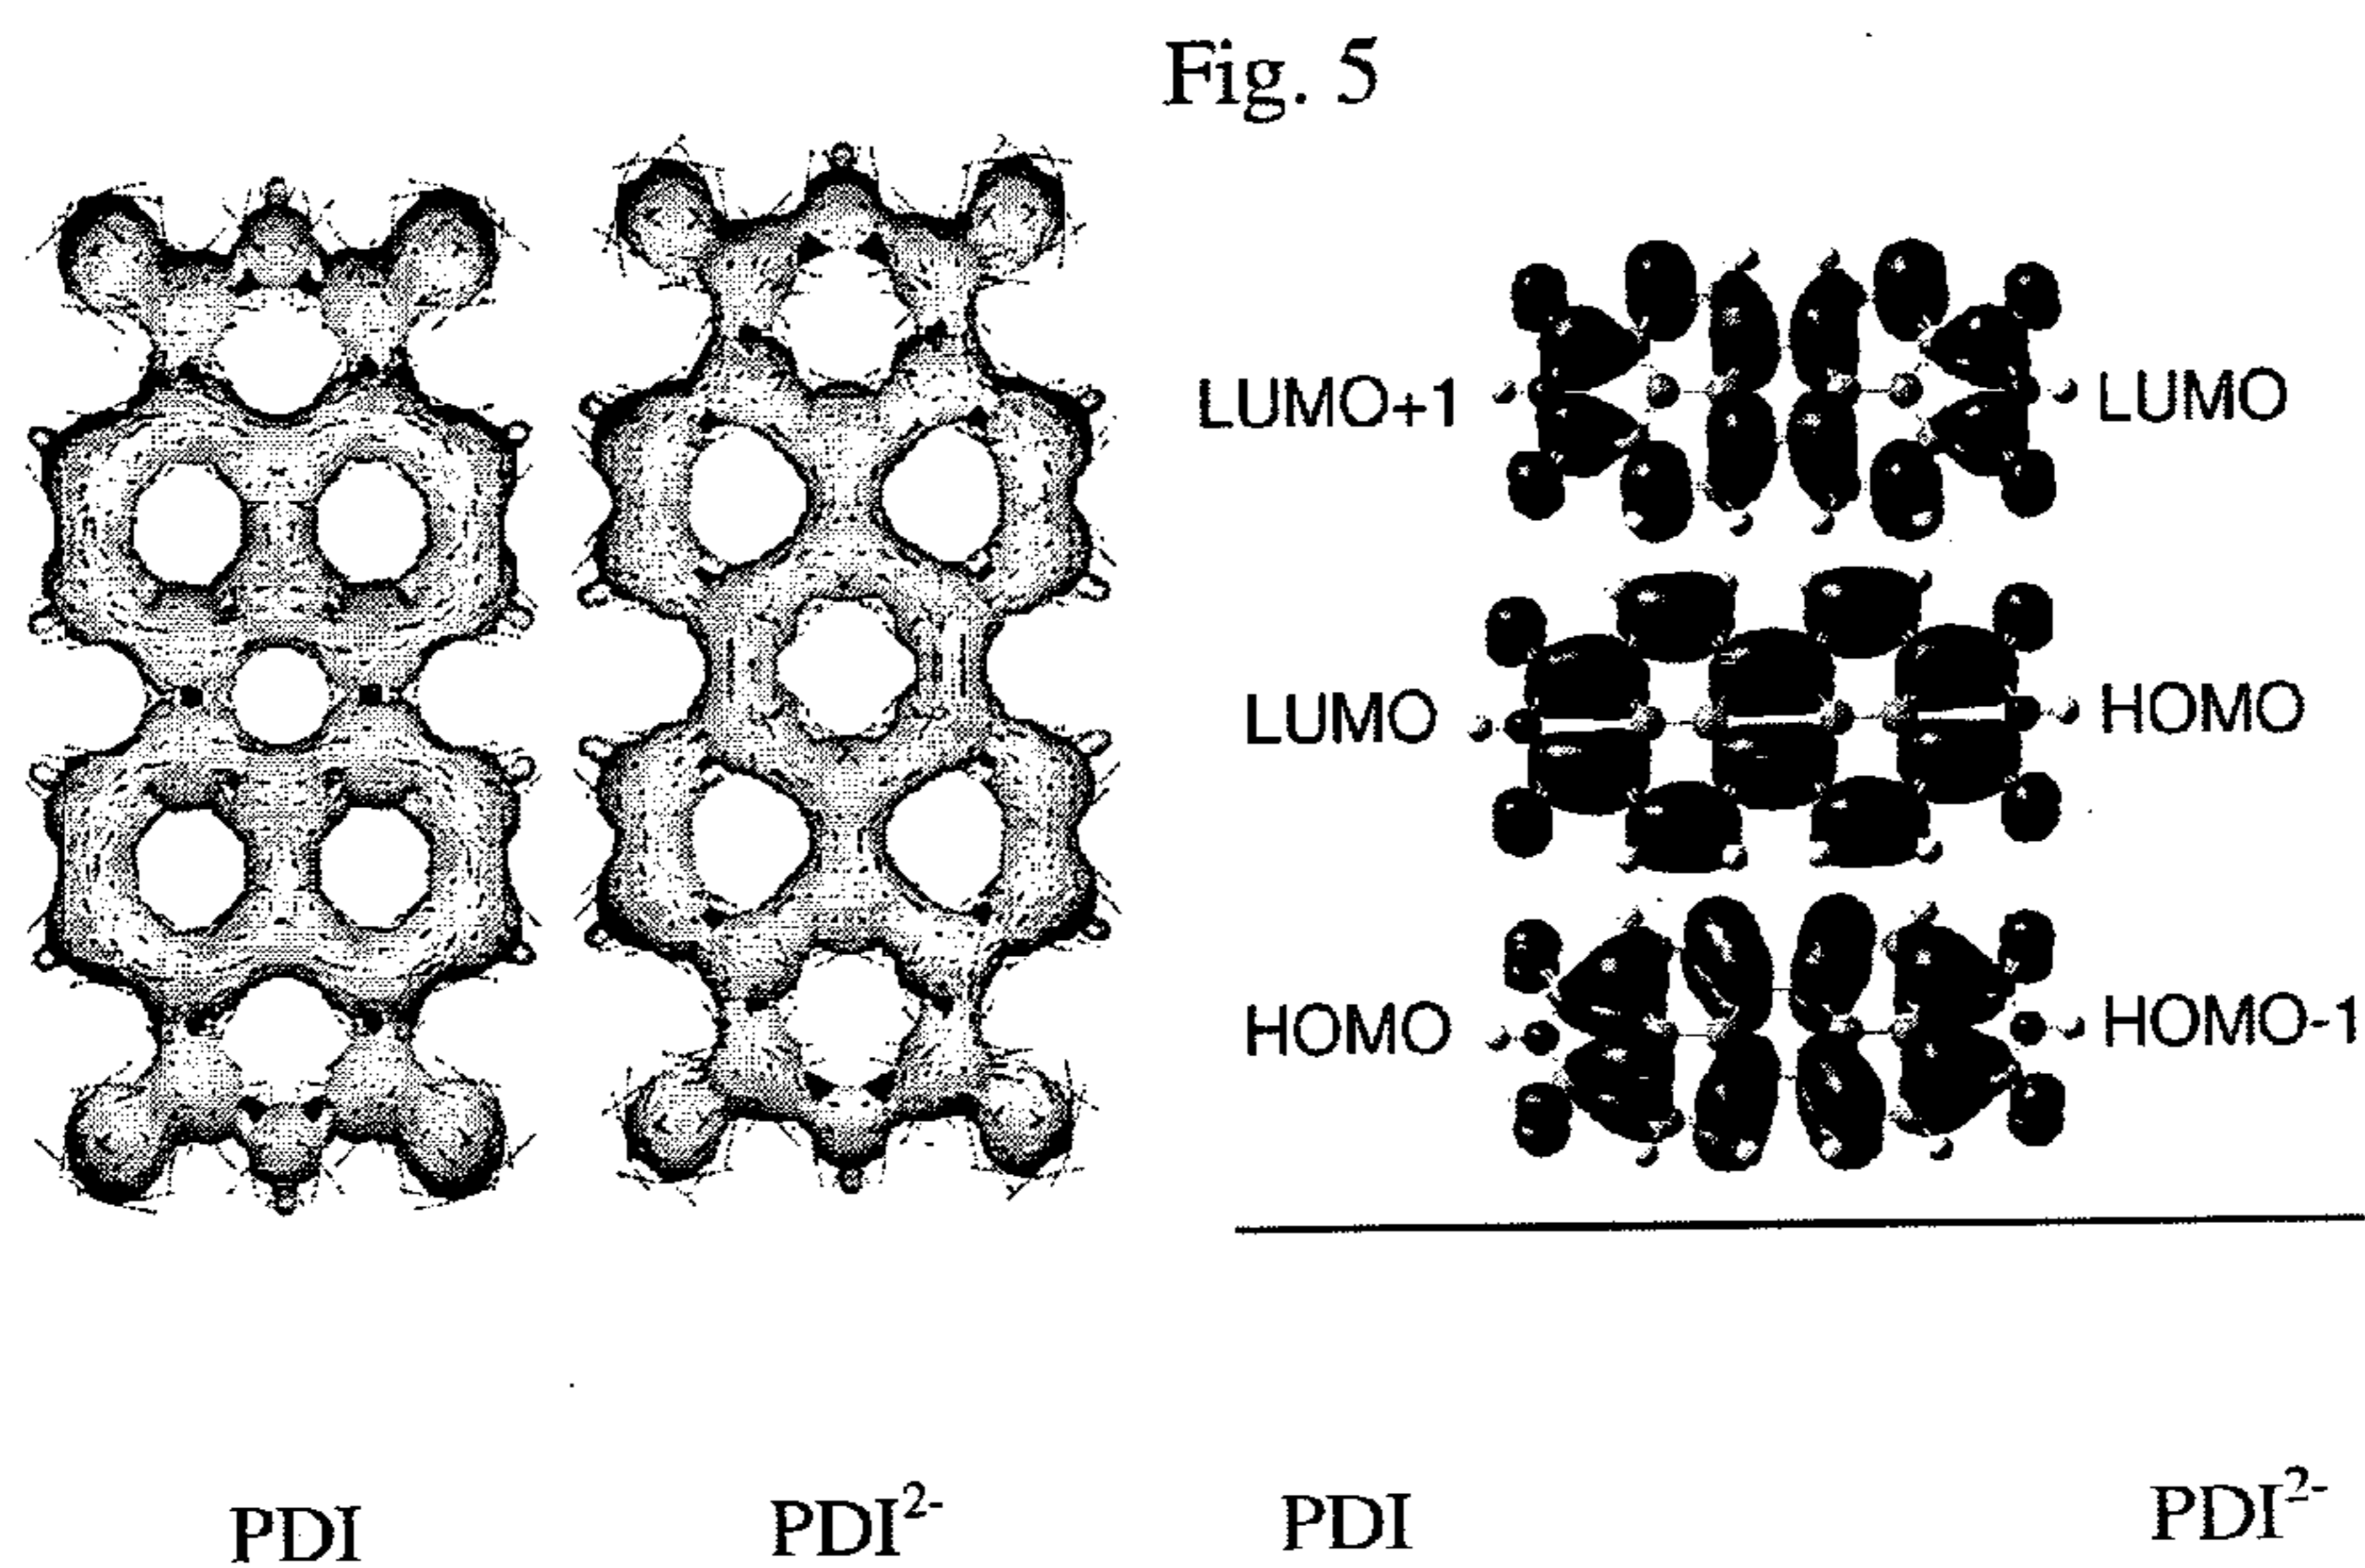 Fig. 5
LUMO+1 LUMO
LUMO HOMO
HOMO HOMO-1
PDI PDI²⁻ PDI PDI²⁻